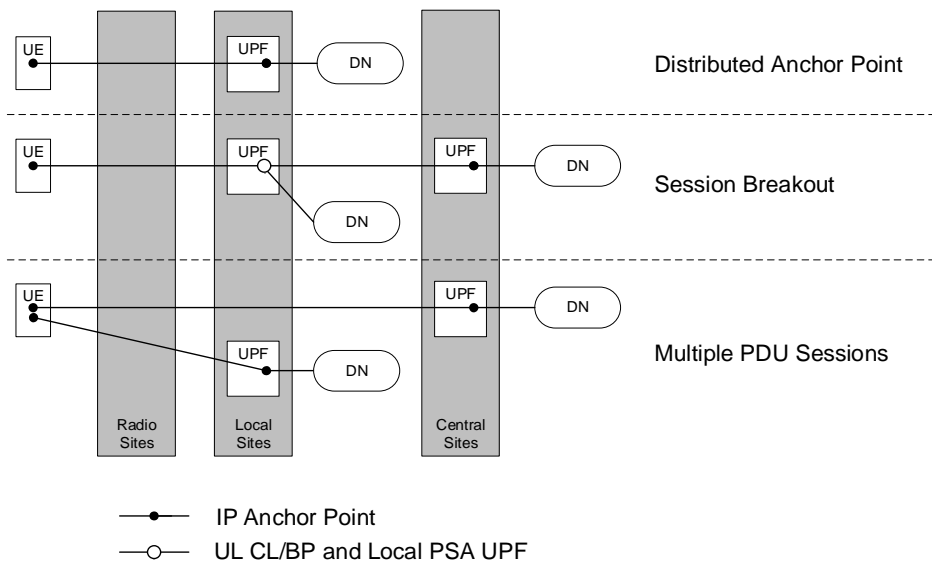 UE
UPF
DN
Distributed Anchor Point
UE
UPF
UPF
DN
Session Breakout
DN
UE
UPF
DN
Multiple PDU Sessions
UPF
DN
Radio
Sites
Local
Sites
Central
Sites
IP Anchor Point
UL CL/BP and Local PSA UPF